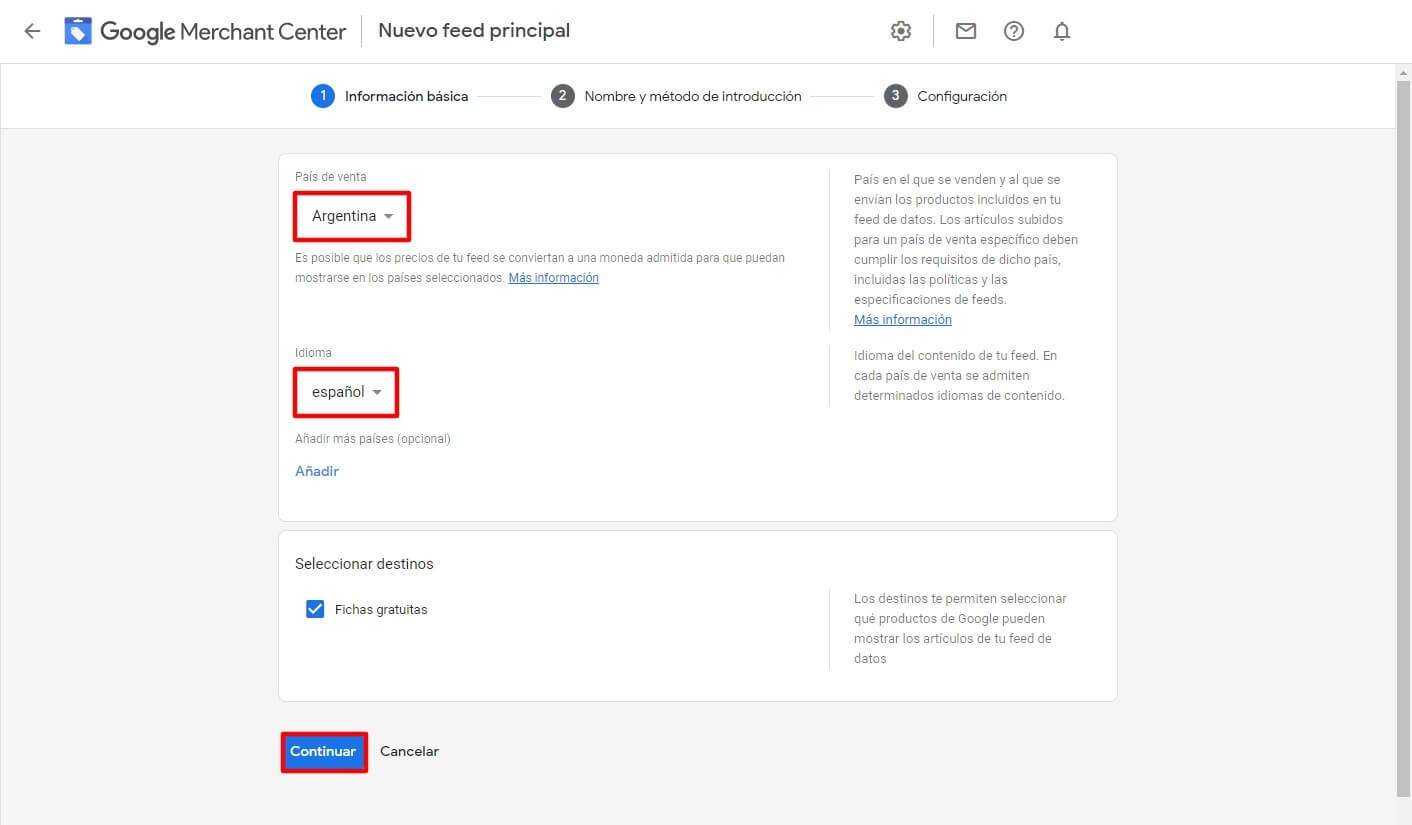 Google Merchant Center
Nuevo feed principal
1 Información básica
2 Nombre y método de introducción
3 Configuración
País de venta
Argentina
Es posible que los precios de tu feed se conviertan a una moneda admitida para que puedan
mostrarse en los países seleccionados. Más información
País en el que se venden y al que se
envían los productos incluidos en tu
feed de datos. Los artículos subidos
para un país de venta específico deben
cumplir los requisitos de dicho país,
incluidas las políticas y las
especificaciones de feeds.
Más información
Idioma
español
Idioma del contenido de tu feed. En
cada país de venta se admiten
determinados idiomas de contenido.
Añadir más países (opcional)
Añadir
Seleccionar destinos
Fichas gratuitas
Los destinos te permiten seleccionar
qué productos de Google pueden
mostrar los artículos de tu feed de
datos
Continuar
Cancelar